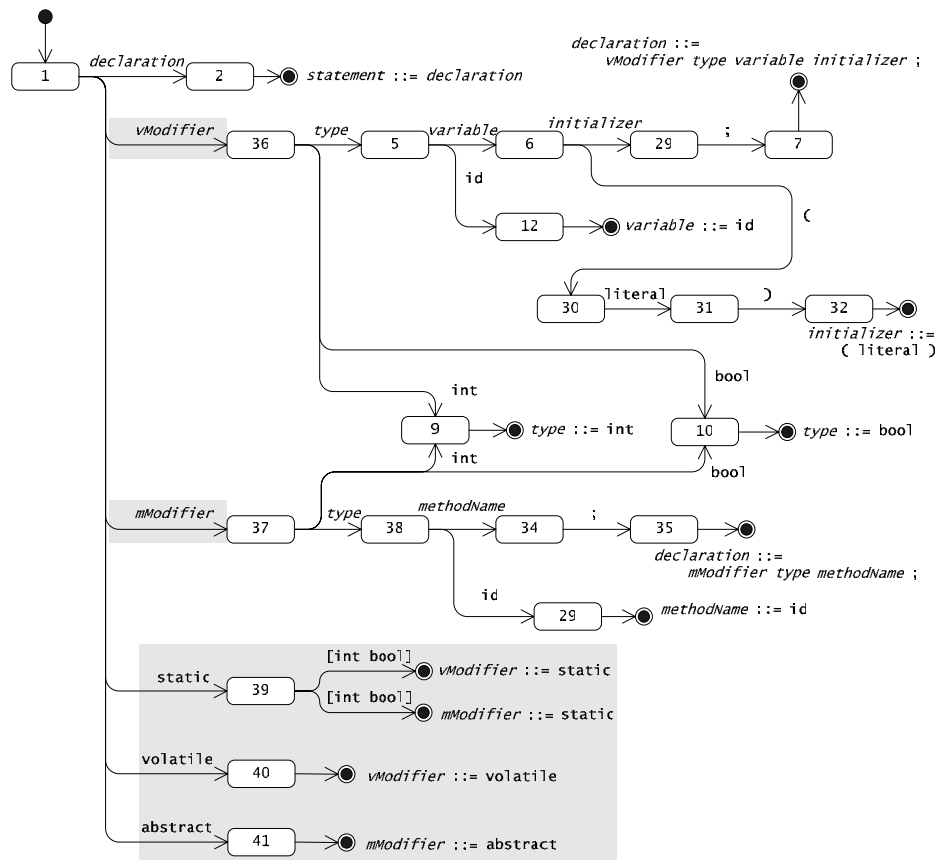 declaration ::=
vModifier type variable initializer ;
1
declaration
2
statement ::= declaration
vModifier
36
type
5
variable
6
initializer
29
;
7
id
12
variable ::= id
(
30
literal
31
)
32
initializer ::=
( literal )
int
bool
9
type ::= int
10
type ::= bool
int
bool
mModifier
37
type
38
methodName
34
;
35
declaration ::=
mModifier type methodName ;
id
29
methodName ::= id
static
39
[int bool]
vModifier ::= static
[int bool]
mModifier ::= static
volatile
40
vModifier ::= volatile
abstract
41
mModifier ::= abstract